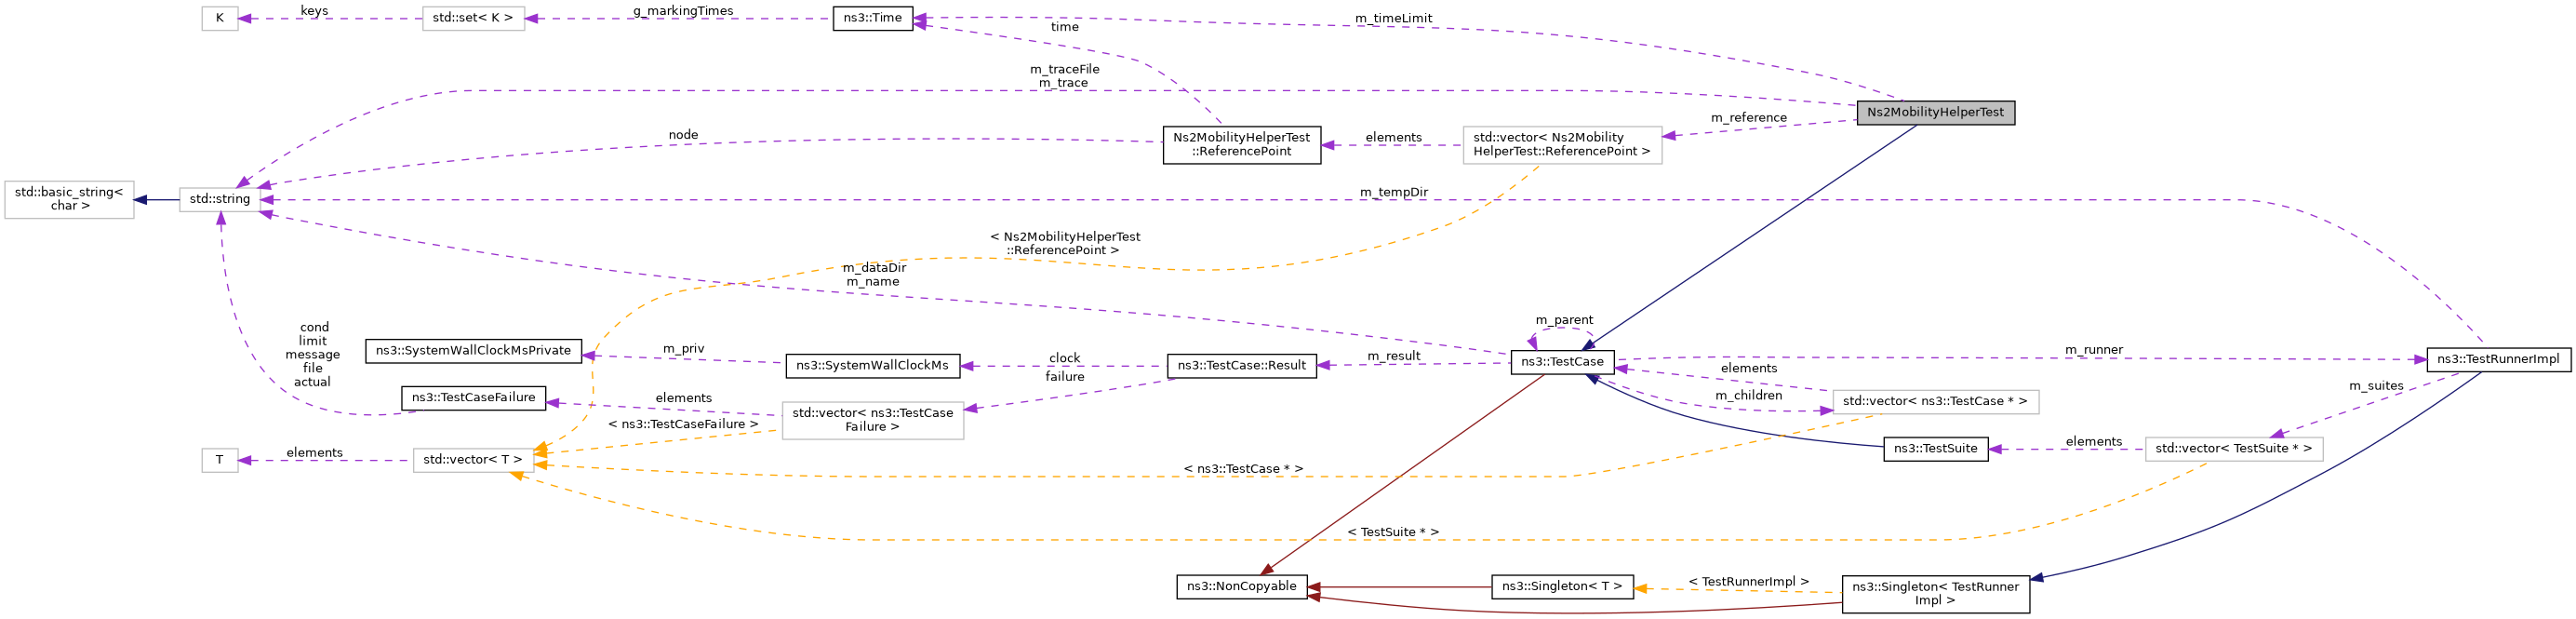 K
keys
std::set< K >
g_markingTimes
ns3::Time
m_timeLimit
time
m_traceFile
m_trace
Ns2MobilityHelperTest
m_reference
node
Ns2MobilityHelperTest
::ReferencePoint
elements
std::vector< Ns2Mobility
HelperTest::ReferencePoint >
std::basic_string<
char >
std::string
m_tempDir
< Ns2MobilityHelperTest
::ReferencePoint >
m_dataDir
m_name
cond
limit
message
file
actual
ns3::SystemWallClockMsPrivate
m_priv
ns3::SystemWallClockMs
clock
failure
ns3::TestCase::Result
m_result
m_parent
ns3::TestCase
m_runner
ns3::TestRunnerImpl
elements
m_children
std::vector< ns3::TestCase * >
m_suites
ns3::TestCaseFailure
elements
std::vector< ns3::TestCase
Failure >
< ns3::TestCaseFailure >
T
elements
std::vector< T >
< ns3::TestCase * >
ns3::TestSuite
elements
std::vector< TestSuite * >
< TestSuite * >
ns3::NonCopyable
ns3::Singleton< T >
< TestRunnerImpl >
ns3::Singleton< TestRunner
Impl >